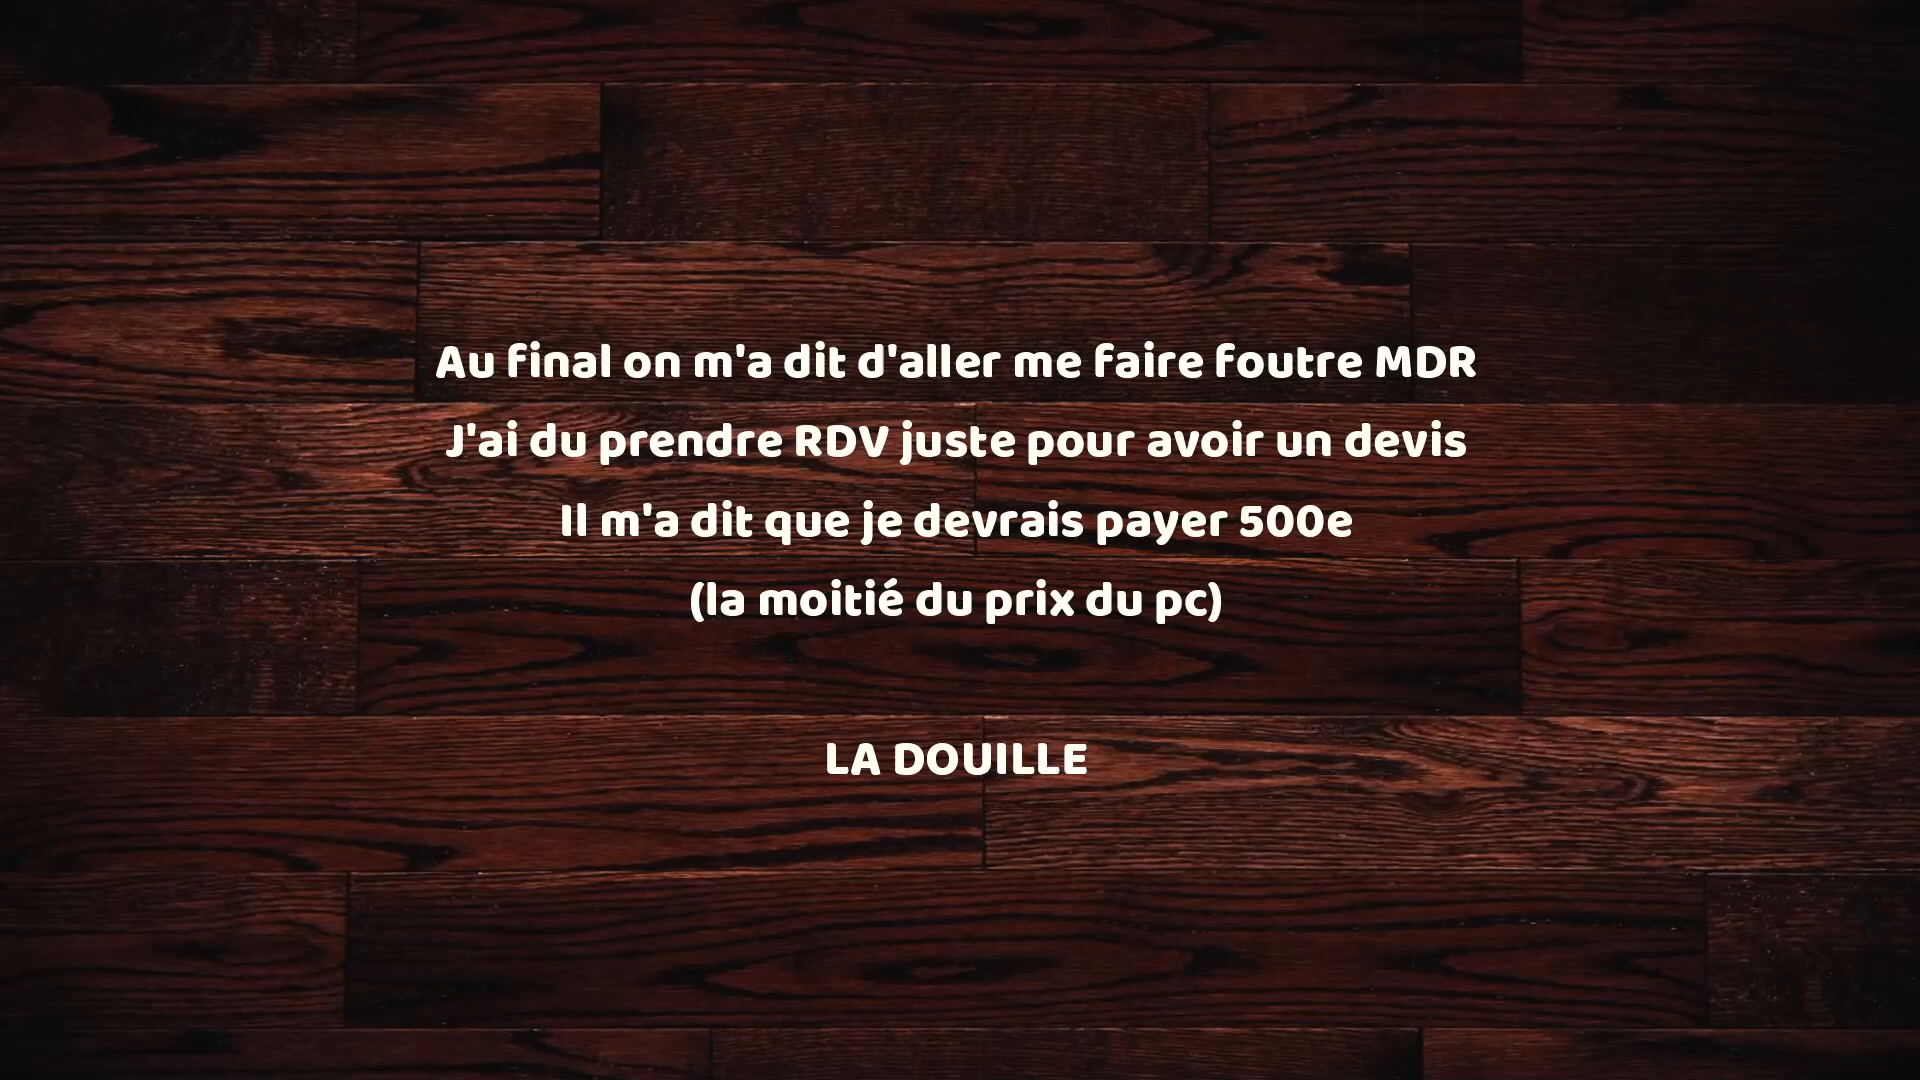 Au final on m'a dit d'aller me faire foutre MDR
J'ai du prendre RDV juste pour avoir un devis
Il m'a dit que je devrais payer 500e
(la moitié du prix du pc)
LA DOUILLE